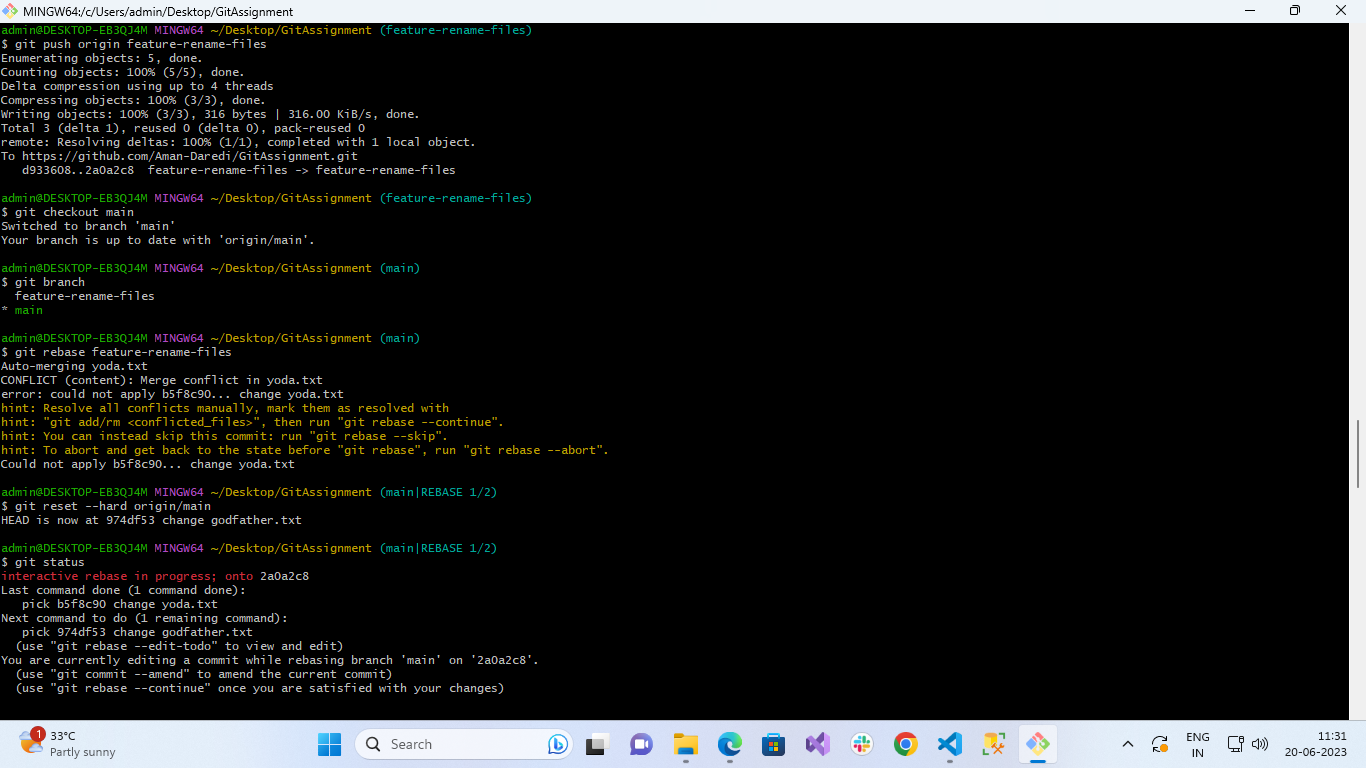 MINGW64:/c/Users/admin/Desktop/GitAssignment
admin@DESKTOP-EB3QJ4M MINGW64 ~/Desktop/GitAssignment (feature-rename-files)
$ git push origin feature-rename-files
Enumerating objects: 5, done.
Counting objects: 100% (5/5), done.
Delta compression using up to 4 threads
Compressing objects: 100% (3/3), done.
Writing objects: 100% (3/3), 316 bytes | 316.00 KiB/s, done.
Total 3 (delta 1), reused 0 (delta 0), pack-reused 0
remote: Resolving deltas: 100% (1/1), completed with 1 local object.
To https://github.com/Aman-Daredi/GitAssignment.git
   d933608..2a0a2c8  feature-rename-files -> feature-rename-files
admin@DESKTOP-EB3QJ4M MINGW64 ~/Desktop/GitAssignment (feature-rename-files)
$ git checkout main
Switched to branch 'main'
Your branch is up to date with 'origin/main'.
admin@DESKTOP-EB3QJ4M MINGW64 ~/Desktop/GitAssignment (main)
$ git branch
  feature-rename-files
* main
admin@DESKTOP-EB3QJ4M MINGW64 ~/Desktop/GitAssignment (main)
$ git rebase feature-rename-files
Auto-merging yoda.txt
CONFLICT (content): Merge conflict in yoda.txt
error: could not apply b5f8c90... change yoda.txt
hint: Resolve all conflicts manually, mark them as resolved with
hint: "git add/rm <conflicted_files>", then run "git rebase --continue".
hint: You can instead skip this commit: run "git rebase --skip".
hint: To abort and get back to the state before "git rebase", run "git rebase --abort".
Could not apply b5f8c90... change yoda.txt
admin@DESKTOP-EB3QJ4M MINGW64 ~/Desktop/GitAssignment (main|REBASE 1/2)
$ git reset --hard origin/main
HEAD is now at 974df53 change godfather.txt
admin@DESKTOP-EB3QJ4M MINGW64 ~/Desktop/GitAssignment (main|REBASE 1/2)
$ git status
interactive rebase in progress; onto 2a0a2c8
Last command done (1 command done):
   pick b5f8c90 change yoda.txt
Next command to do (1 remaining command):
   pick 974df53 change godfather.txt
  (use "git rebase --edit-todo" to view and edit)
You are currently editing a commit while rebasing branch 'main' on '2a0a2c8'.
  (use "git commit --amend" to amend the current commit)
  (use "git rebase --continue" once you are satisfied with your changes)
1
33°C
Partly sunny
Search
ENG
IN
11:31
20-06-2023